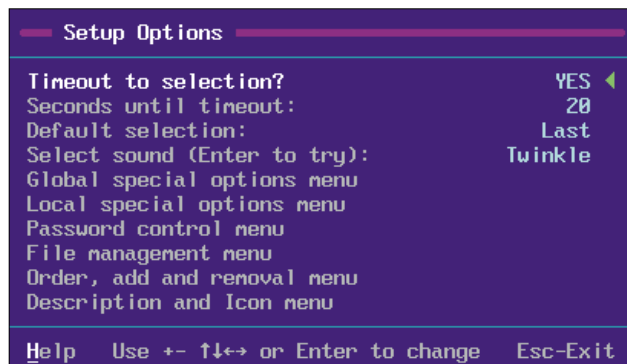 Setup Options
Timeout to selection? YES
Seconds until timeout: 20
Default selection: Last
Select sound (Enter to try): Twinkle
Global special options menu
Local special options menu
Password control menu
File management menu
Order, add and removal menu
Description and Icon menu
Help Use +- ↑↓←→ or Enter to change Esc-Exit